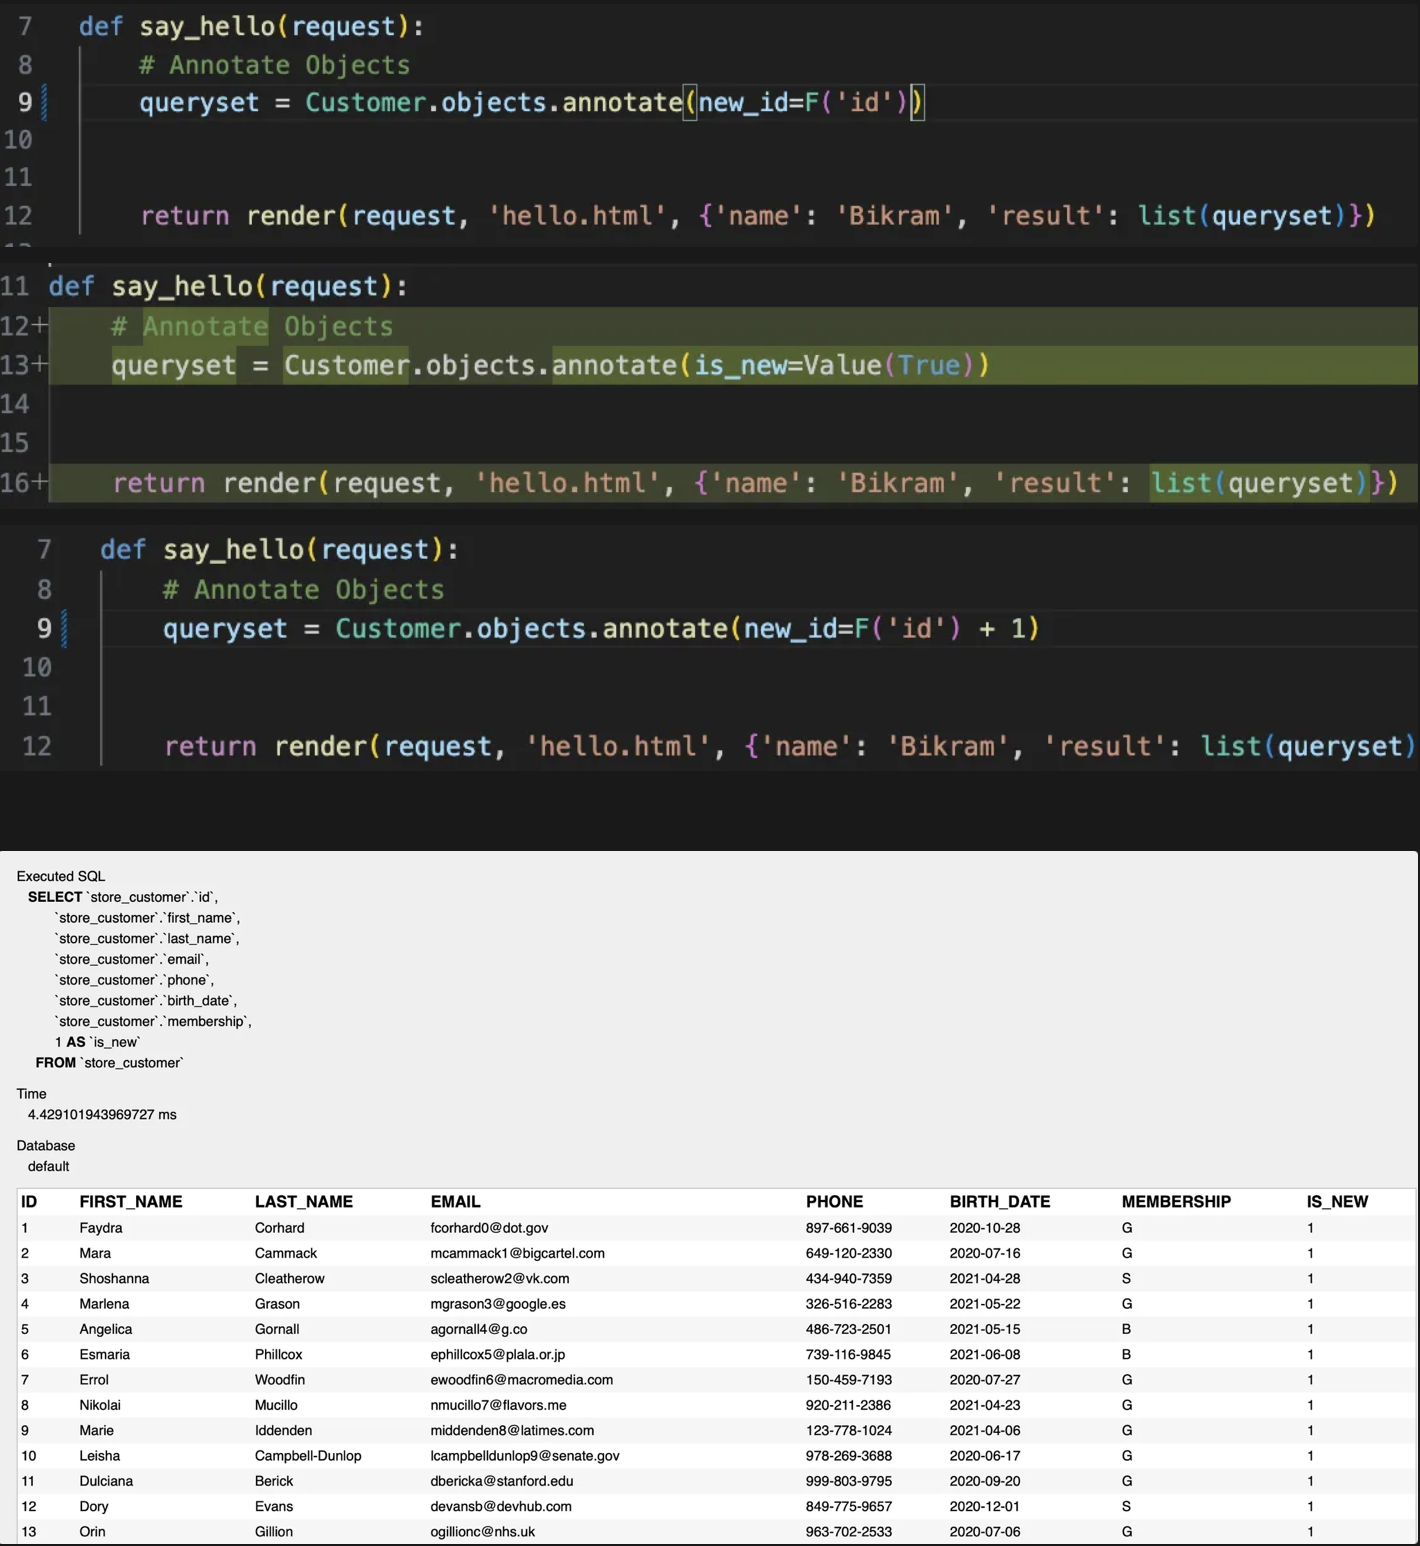 7 def say_hello(request):
8 # Annotate Objects
9 queryset = Customer.objects.annotate(new_id=F('id'))
10
11
12 return render(request, 'hello.html', {'name': 'Bikram', 'result': list(queryset)})
11 def say_hello(request):
12+ # Annotate Objects
13+ queryset = Customer.objects.annotate(is_new=Value(True))
14
15
16+ return render(request, 'hello.html', {'name': 'Bikram', 'result': list(queryset)})
7 def say_hello(request):
8 # Annotate Objects
9 queryset = Customer.objects.annotate(new_id=F('id') + 1)
10
11
12 return render(request, 'hello.html', {'name': 'Bikram', 'result': list(queryset)
Executed SQL
SELECT `store_customer`.`id`,
`store_customer`.`first_name`,
`store_customer`.`last_name`,
`store_customer`.`email`,
`store_customer`.`phone`,
`store_customer`.`birth_date`,
`store_customer`.`membership`,
1 AS `is_new`
FROM `store_customer`
Time
4.429101943969727 ms
Database
default
ID FIRST_NAME LAST_NAME EMAIL PHONE BIRTH_DATE MEMBERSHIP IS_NEW
1 Faydra Corhard fcorhard0@dot.gov 897-661-9039 2020-10-28 G 1
2 Mara Cammack mcammack1@bigcartel.com 649-120-2330 2020-07-16 G 1
3 Shoshanna Cleatherow scleatherow2@vk.com 434-940-7359 2021-04-28 S 1
4 Marlena Grason mgrason3@google.es 326-516-2283 2021-05-22 G 1
5 Angelica Gornall agornall4@g.co 486-723-2501 2021-05-15 B 1
6 Esmaria Phillcox ephillcox5@plala.or.jp 739-116-9845 2021-06-08 B 1
7 Errol Woodfin ewoodfin6@macromedia.com 150-459-7193 2020-07-27 G 1
8 Nikolai Mucillo nmucillo7@flavors.me 920-211-2386 2021-04-23 G 1
9 Marie Iddenden middenden8@latimes.com 123-778-1024 2021-04-06 G 1
10 Leisha Campbell-Dunlop lcampbelldunlop9@senate.gov 978-269-3688 2020-06-17 G 1
11 Dulciana Berick dbericka@stanford.edu 999-803-9795 2020-09-20 G 1
12 Dory Evans devansb@devhub.com 849-775-9657 2020-12-01 S 1
13 Orin Gillion ogillionc@nhs.uk 963-702-2533 2020-07-06 G 1